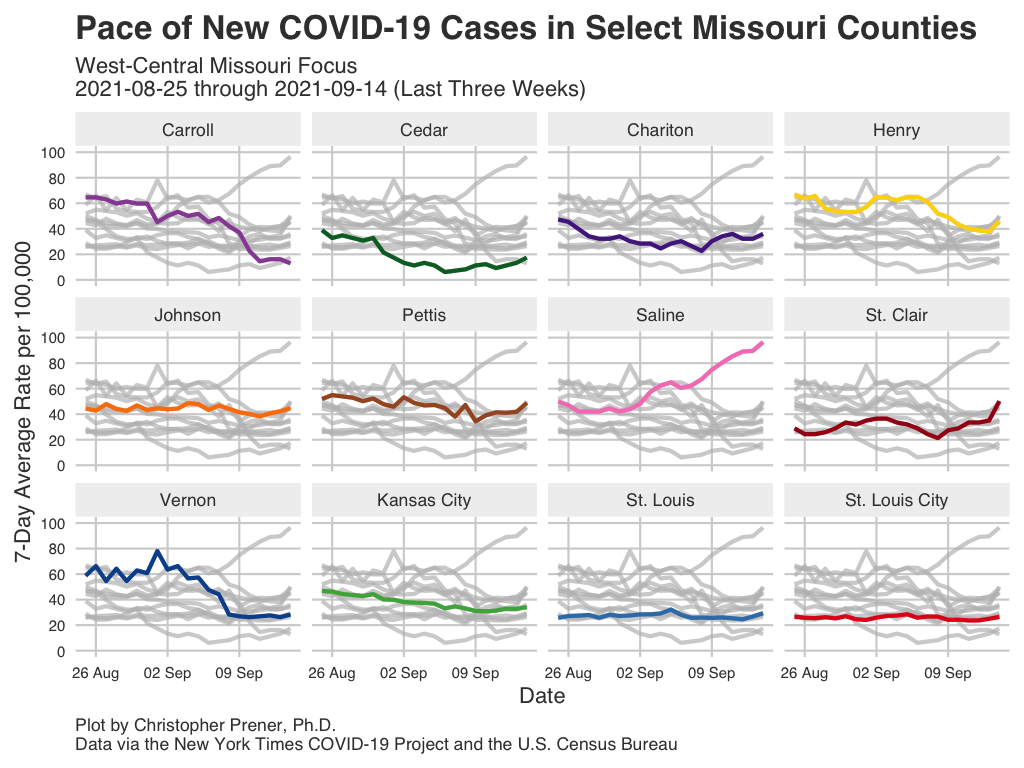 Pace of New COVID-19 Cases in Select Missouri Counties
West-Central Missouri Focus
2021-08-25 through 2021-09-14 (Last Three Weeks)
7-Day Average Rate per 100,000
Carroll Cedar Chariton Henry
100
80
60
40
20
0
Johnson Pettis Saline St. Clair
100
80
60
40
20
0
Vernon Kansas City St. Louis St. Louis City
100
80
60
40
20
0
26 Aug 02 Sep 09 Sep 26 Aug 02 Sep 09 Sep 26 Aug 02 Sep 09 Sep 26 Aug 02 Sep 09 Sep
Date
Plot by Christopher Prener, Ph.D.
Data via the New York Times COVID-19 Project and the U.S. Census Bureau